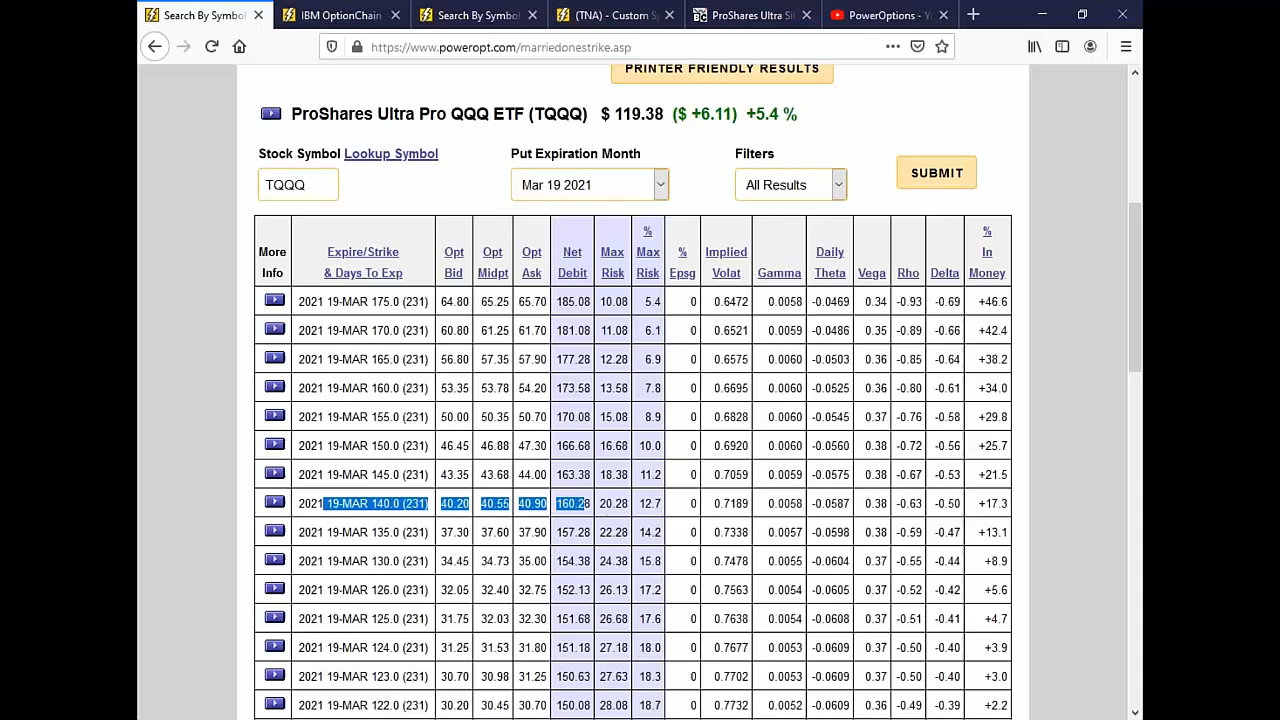 Search By Symbol
IBM OptionChain
Search By Symbol
(TNA) - Custom S
ProShares Ultra S
PowerOptions - Y
https://www.poweropt.com/marriedonestrike.asp
PRINTER FRIENDLY RESULTS
ProShares Ultra Pro QQQ ETF (TQQQ) $ 119.38 ($ +6.11) +5.4 %
Stock Symbol Lookup Symbol Put Expiration Month Filters
TQQQ Mar 19 2021 All Results SUBMIT
More Info Expire/Strike & Days To Exp Opt Bid Opt Midpt Opt Ask Net Debit Max Risk % Max Risk % Epsg Implied Volat Gamma Daily Theta Vega Rho Delta % In Money
2021 19-MAR 175.0 (231) 64.80 65.25 65.70 185.08 10.08 5.4 0 0.6472 0.0058 -0.0469 0.34 -0.93 -0.69 +46.6
2021 19-MAR 170.0 (231) 60.80 61.25 61.70 181.08 11.08 6.1 0 0.6521 0.0059 -0.0486 0.35 -0.89 -0.66 +42.4
2021 19-MAR 165.0 (231) 56.80 57.35 57.90 177.28 12.28 6.9 0 0.6575 0.0060 -0.0503 0.36 -0.85 -0.64 +38.2
2021 19-MAR 160.0 (231) 53.35 53.78 54.20 173.58 13.58 7.8 0 0.6695 0.0060 -0.0525 0.36 -0.80 -0.61 +34.0
2021 19-MAR 155.0 (231) 50.00 50.35 50.70 170.08 15.08 8.9 0 0.6828 0.0060 -0.0545 0.37 -0.76 -0.58 +29.8
2021 19-MAR 150.0 (231) 46.45 46.88 47.30 166.68 16.68 10.0 0 0.6920 0.0060 -0.0560 0.38 -0.72 -0.56 +25.7
2021 19-MAR 145.0 (231) 43.35 43.68 44.00 163.38 18.38 11.2 0 0.7059 0.0059 -0.0575 0.38 -0.67 -0.53 +21.5
2021 19-MAR 140.0 (231) 40.20 40.55 40.90 160.28 20.28 12.7 0 0.7189 0.0058 -0.0587 0.38 -0.63 -0.50 +17.3
2021 19-MAR 135.0 (231) 37.30 37.60 37.90 157.28 22.28 14.2 0 0.7338 0.0057 -0.0598 0.38 -0.59 -0.47 +13.1
2021 19-MAR 130.0 (231) 34.45 34.73 35.00 154.38 24.38 15.8 0 0.7478 0.0055 -0.0604 0.38 -0.55 -0.44 +8.9
2021 19-MAR 126.0 (231) 32.05 32.40 32.75 152.13 26.13 17.2 0 0.7563 0.0054 -0.0606 0.38 -0.52 -0.42 +5.6
2021 19-MAR 125.0 (231) 31.75 32.03 32.30 151.68 26.68 17.6 0 0.7638 0.0054 -0.0608 0.38 -0.51 -0.41 +4.7
2021 19-MAR 124.0 (231) 31.25 31.53 31.80 151.18 27.18 18.0 0 0.7677 0.0053 -0.0609 0.37 -0.50 -0.40 +3.9
2021 19-MAR 123.0 (231) 30.70 30.98 31.25 150.63 27.63 18.3 0 0.7702 0.0053 -0.0609 0.37 -0.50 -0.40 +3.0
2021 19-MAR 122.0 (231) 20.20 30.45 30.70 150.08 28.08 18.7 0 0.7732 0.0052 -0.0609 0.36 -0.49 -0.39 +2.2